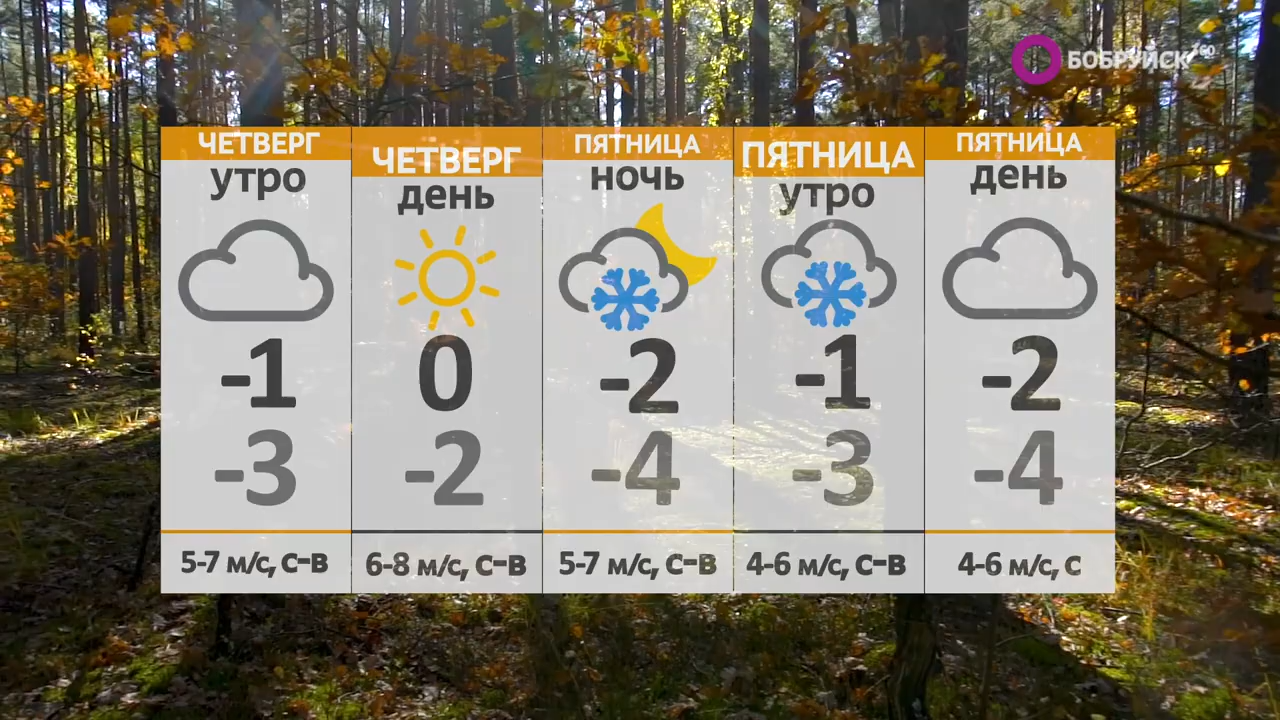 БОБРУЙСК 360
ЧЕТВЕРГ
утро
-1
-3
5-7 м/с, С-В
ЧЕТВЕРГ
день
0
-2
6-8 м/с, С-В
ПЯТНИЦА
ночь
-2
-4
5-7 м/с, С-В
ПЯТНИЦА
утро
-1
-3
4-6 м/с, С-В
ПЯТНИЦА
день
-2
-4
4-6 м/с, С